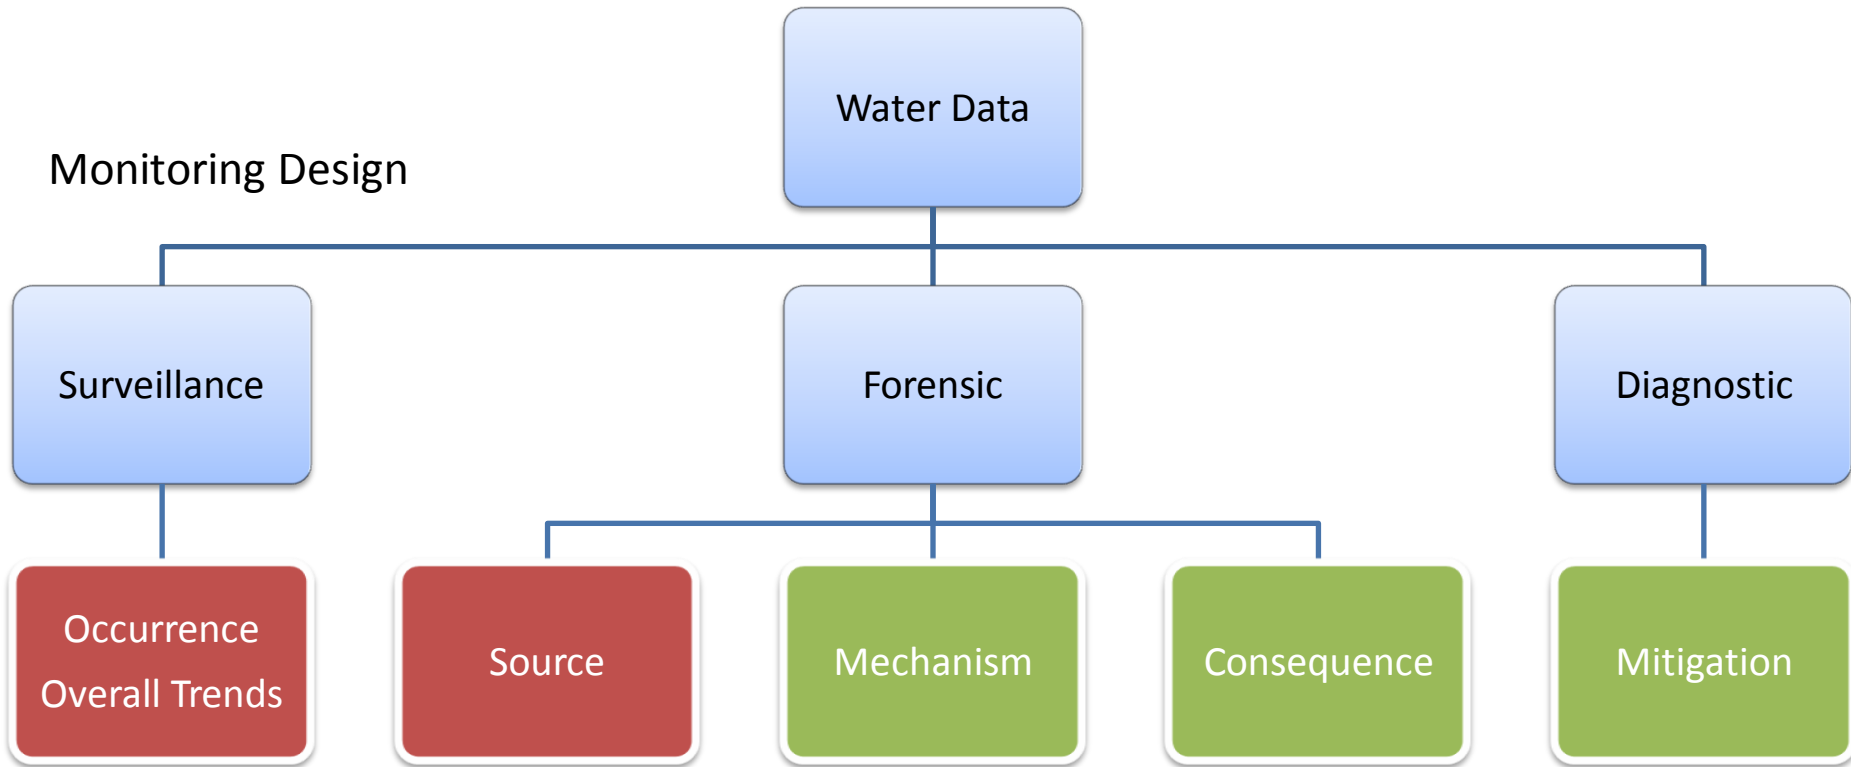 Water Data
Monitoring Design
Surveillance
Forensic
Diagnostic
Occurrence
Overall Trends
Source
Mechanism
Consequence
Mitigation